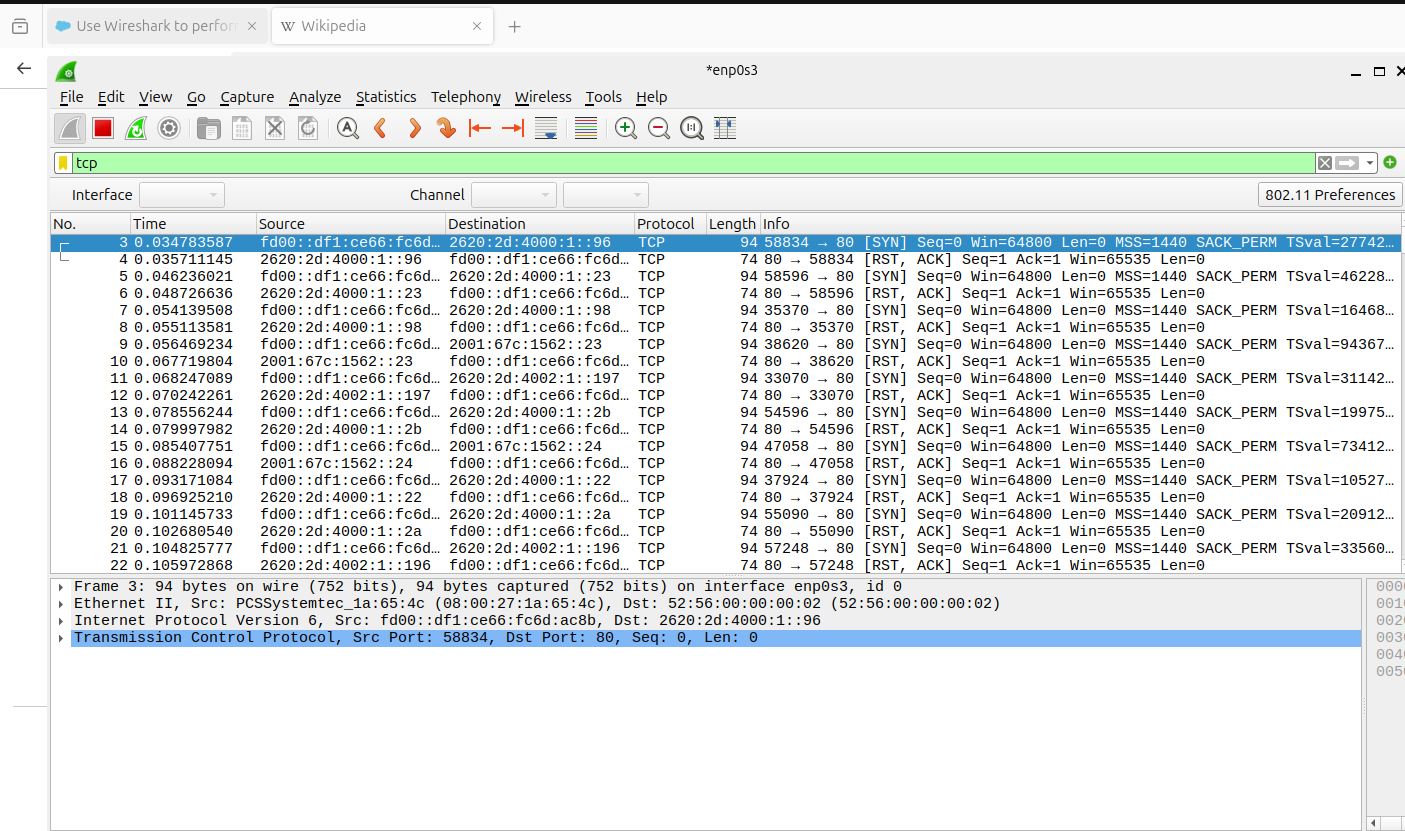 Use Wireshark to perfor
Wikipedia
*enp0s3
File Edit View Go Capture Analyze Statistics Telephony Wireless Tools Help
tcp
Interface Channel 802.11 Preferences
No. Time Source Destination Protocol Length Info
3 0.034783587 fd00::df1:ce66:fc6d… 2620:2d:4000:1::96 TCP 94 58834 → 80 [SYN] Seq=0 Win=64800 Len=0 MSS=1440 SACK_PERM TSval=27742…
4 0.035711145 2620:2d:4000:1::96 fd00::df1:ce66:fc6d… TCP 74 80 → 58834 [RST, ACK] Seq=1 Ack=1 Win=65535 Len=0
5 0.046236021 fd00::df1:ce66:fc6d… 2620:2d:4000:1::23 TCP 94 58596 → 80 [SYN] Seq=0 Win=64800 Len=0 MSS=1440 SACK_PERM TSval=46228…
6 0.048726636 2620:2d:4000:1::23 fd00::df1:ce66:fc6d… TCP 74 80 → 58596 [RST, ACK] Seq=1 Ack=1 Win=65535 Len=0
7 0.054139508 fd00::df1:ce66:fc6d… 2620:2d:4000:1::98 TCP 94 35370 → 80 [SYN] Seq=0 Win=64800 Len=0 MSS=1440 SACK_PERM TSval=16468…
8 0.055113581 2620:2d:4000:1::98 fd00::df1:ce66:fc6d… TCP 74 80 → 35370 [RST, ACK] Seq=1 Ack=1 Win=65535 Len=0
9 0.056469234 fd00::df1:ce66:fc6d… 2001:67c:1562::23 TCP 94 38620 → 80 [SYN] Seq=0 Win=64800 Len=0 MSS=1440 SACK_PERM TSval=94367…
10 0.067719804 2001:67c:1562::23 fd00::df1:ce66:fc6d… TCP 74 80 → 38620 [RST, ACK] Seq=1 Ack=1 Win=65535 Len=0
11 0.068247089 fd00::df1:ce66:fc6d… 2620:2d:4002:1::197 TCP 94 33070 → 80 [SYN] Seq=0 Win=64800 Len=0 MSS=1440 SACK_PERM TSval=31142…
12 0.070242261 2620:2d:4002:1::197 fd00::df1:ce66:fc6d… TCP 74 80 → 33070 [RST, ACK] Seq=1 Ack=1 Win=65535 Len=0
13 0.078556244 fd00::df1:ce66:fc6d… 2620:2d:4000:1::2b TCP 94 54596 → 80 [SYN] Seq=0 Win=64800 Len=0 MSS=1440 SACK_PERM TSval=19975…
14 0.079997982 2620:2d:4000:1::2b fd00::df1:ce66:fc6d… TCP 74 80 → 54596 [RST, ACK] Seq=1 Ack=1 Win=65535 Len=0
15 0.085407751 fd00::df1:ce66:fc6d… 2001:67c:1562::24 TCP 94 47058 → 80 [SYN] Seq=0 Win=64800 Len=0 MSS=1440 SACK_PERM TSval=73412…
16 0.088228094 2001:67c:1562::24 fd00::df1:ce66:fc6d… TCP 74 80 → 47058 [RST, ACK] Seq=1 Ack=1 Win=65535 Len=0
17 0.093171084 fd00::df1:ce66:fc6d… 2620:2d:4000:1::22 TCP 94 37924 → 80 [SYN] Seq=0 Win=64800 Len=0 MSS=1440 SACK_PERM TSval=10527…
18 0.096925210 2620:2d:4000:1::22 fd00::df1:ce66:fc6d… TCP 74 80 → 37924 [RST, ACK] Seq=1 Ack=1 Win=65535 Len=0
19 0.101145733 fd00::df1:ce66:fc6d… 2620:2d:4000:1::2a TCP 94 55090 → 80 [SYN] Seq=0 Win=64800 Len=0 MSS=1440 SACK_PERM TSval=20912…
20 0.102680540 2620:2d:4000:1::2a fd00::df1:ce66:fc6d… TCP 74 80 → 55090 [RST, ACK] Seq=1 Ack=1 Win=65535 Len=0
21 0.104825777 fd00::df1:ce66:fc6d… 2620:2d:4002:1::196 TCP 94 57248 → 80 [SYN] Seq=0 Win=64800 Len=0 MSS=1440 SACK_PERM TSval=33560…
22 0.105972868 2620:2d:4002:1::196 fd00::df1:ce66:fc6d… TCP 74 80 → 57248 [RST, ACK] Seq=1 Ack=1 Win=65535 Len=0
Frame 3: 94 bytes on wire (752 bits), 94 bytes captured (752 bits) on interface enp0s3, id 0
Ethernet II, Src: PCSSystemtec_1a:65:4c (08:00:27:1a:65:4c), Dst: 52:56:00:00:00:02 (52:56:00:00:00:02)
Internet Protocol Version 6, Src: fd00::df1:ce66:fc6d:ac8b, Dst: 2620:2d:4000:1::96
Transmission Control Protocol, Src Port: 58834, Dst Port: 80, Seq: 0, Len: 0
000
001
002
003
004
005